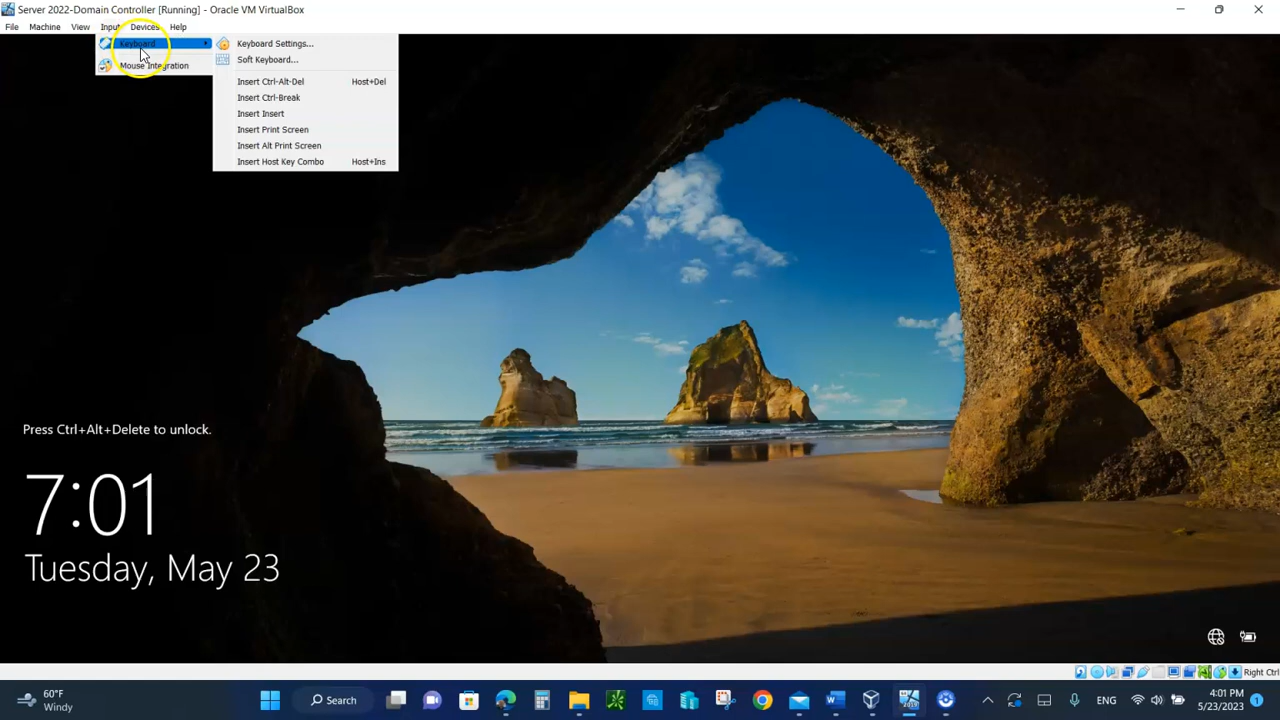 Server 2022-Domain Controller [Running] - Oracle VM VirtualBox
File Machine View Input Devices Help
Keyboard
Mouse Integration
Keyboard Settings...
Soft Keyboard...
Insert Ctrl-Alt-Del Host+Del
Insert Ctrl-Break
Insert Insert
Insert Print Screen
Insert Alt Print Screen
Insert Host Key Combo Host+Ins
Press Ctrl+Alt+Delete to unlock.
7:01
Tuesday, May 23
Right Ctrl
60°F
Windy
Search
2019
ENG
4:01 PM
5/23/2023
1